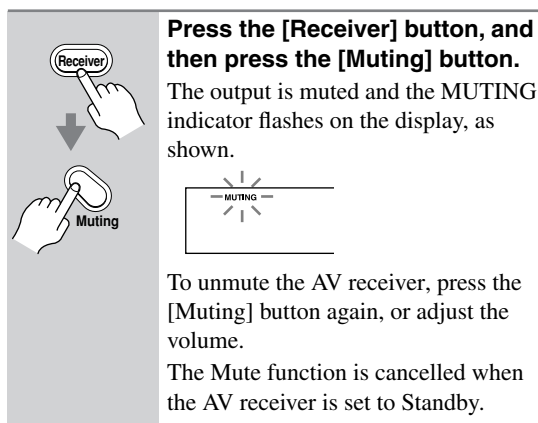 Receiver
Muting
Press the [Receiver] button, and
then press the [Muting] button.
The output is muted and the MUTING
indicator flashes on the display, as
shown.
MUTING
To unmute the AV receiver, press the
[Muting] button again, or adjust the
volume.
The Mute function is cancelled when
the AV receiver is set to Standby.